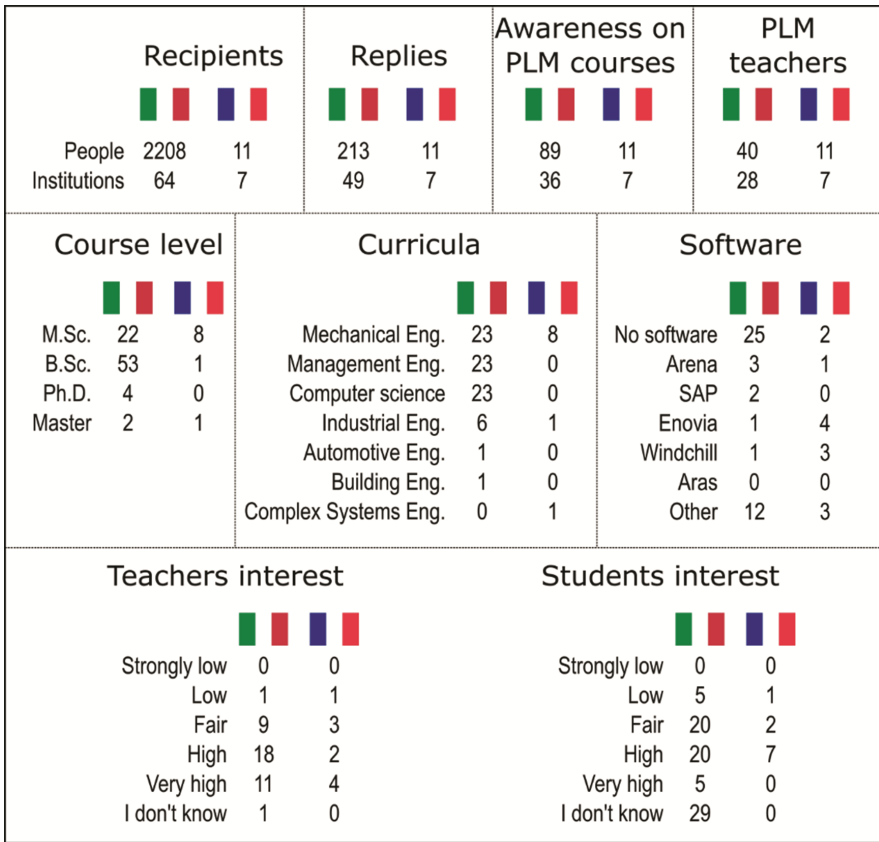 Recipients Replies Awareness on PLM courses PLM teachers
People 2208 11 213 11 89 11 40 11
Institutions 64 7 49 7 36 7 28 7
Course level
M.Sc. 22 8
B.Sc. 53 1
Ph.D. 4 0
Master 2 1
Curricula
Mechanical Eng. 23 8
Management Eng. 23 0
Computer science 23 0
Industrial Eng. 6 1
Automotive Eng. 1 0
Building Eng. 1 0
Complex Systems Eng. 0 1
Software
No software 25 2
Arena 3 1
SAP 2 0
Enovia 1 4
Windchill 1 3
Aras 0 0
Other 12 3
Teachers interest
Strongly low 0 0
Low 1 1
Fair 9 3
High 18 2
Very high 11 4
I don't know 1 0
Students interest
Strongly low 0 0
Low 5 1
Fair 20 2
High 20 7
Very high 5 0
I don't know 29 0